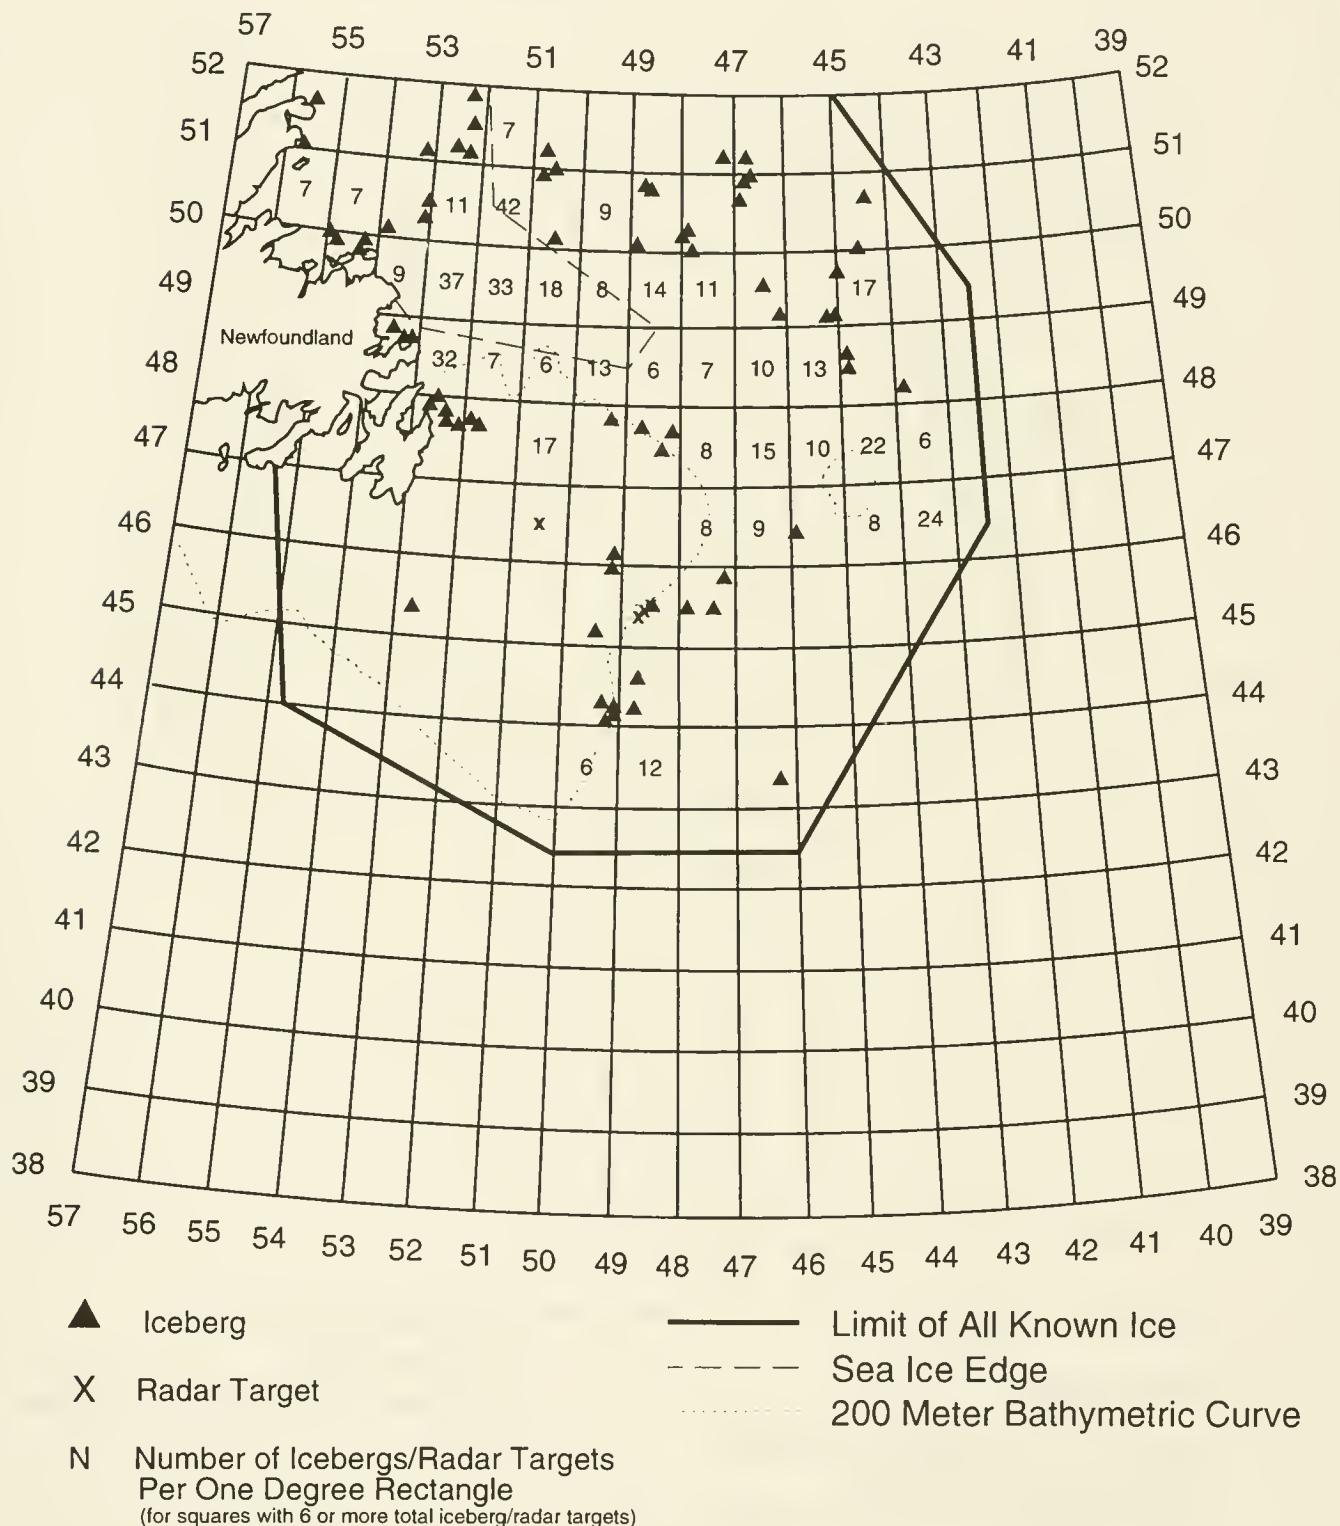 57 55 53 51 49 47 45 43 41 39
52 52
51 7 51
50 7 7 11 42 9 50
49 9 37 33 18 8 14 11 17 49
Newfoundland
48 32 7 6 13 6 7 10 13 48
47 17 8 15 10 22 6 47
46 x 8 9 8 24 46
45 x x 45
44 44
43 6 12 43
42 42
41 41
40 40
39 39
38 38
57 56 55 54 53 52 51 50 49 48 47 46 45 44 43 42 41 40 39
Iceberg
X Radar Target
N Number of Icebergs/Radar Targets
Per One Degree Rectangle
(for squares with 6 or more total iceberg/radar targets)
Limit of All Known Ice
Sea Ice Edge
200 Meter Bathymetric Curve